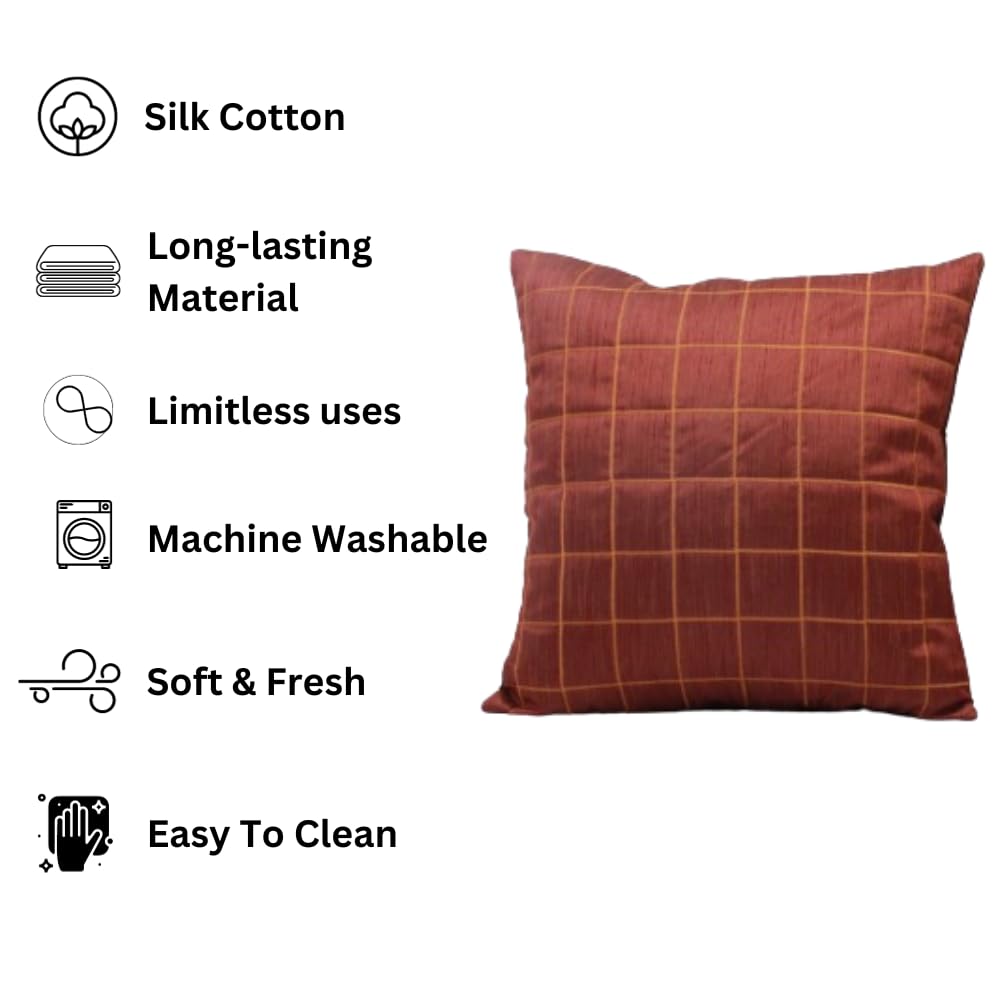 Silk Cotton
Long-lasting
Material
Limitless uses
Machine Washable
Soft & Fresh
Easy To Clean